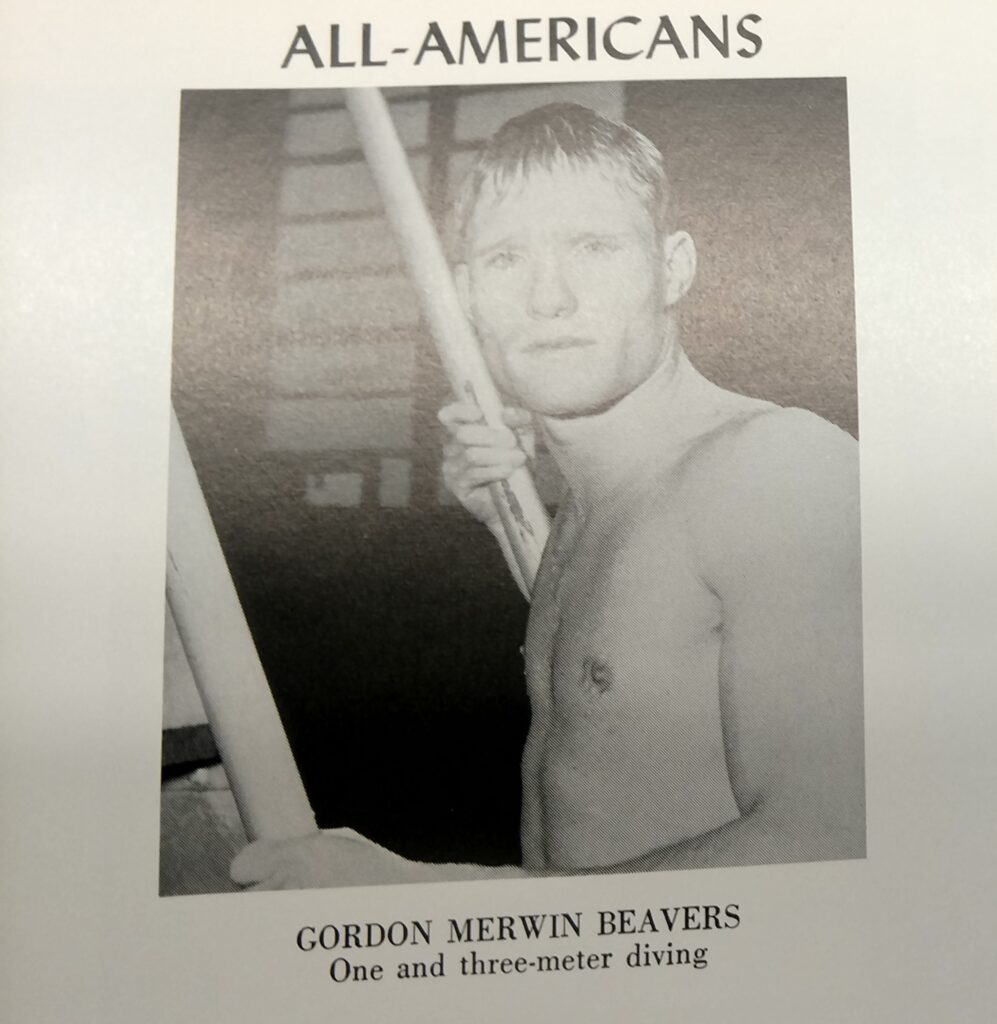 ALL-AMERICANS
GORDON MERWIN BEAVERS
One and three-meter diving